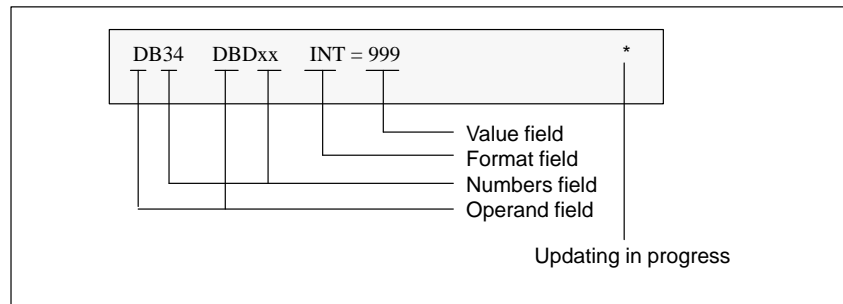 DB34 DBDxx INT = 999 *
Value field
Format field
Numbers field
Operand field
Updating in progress